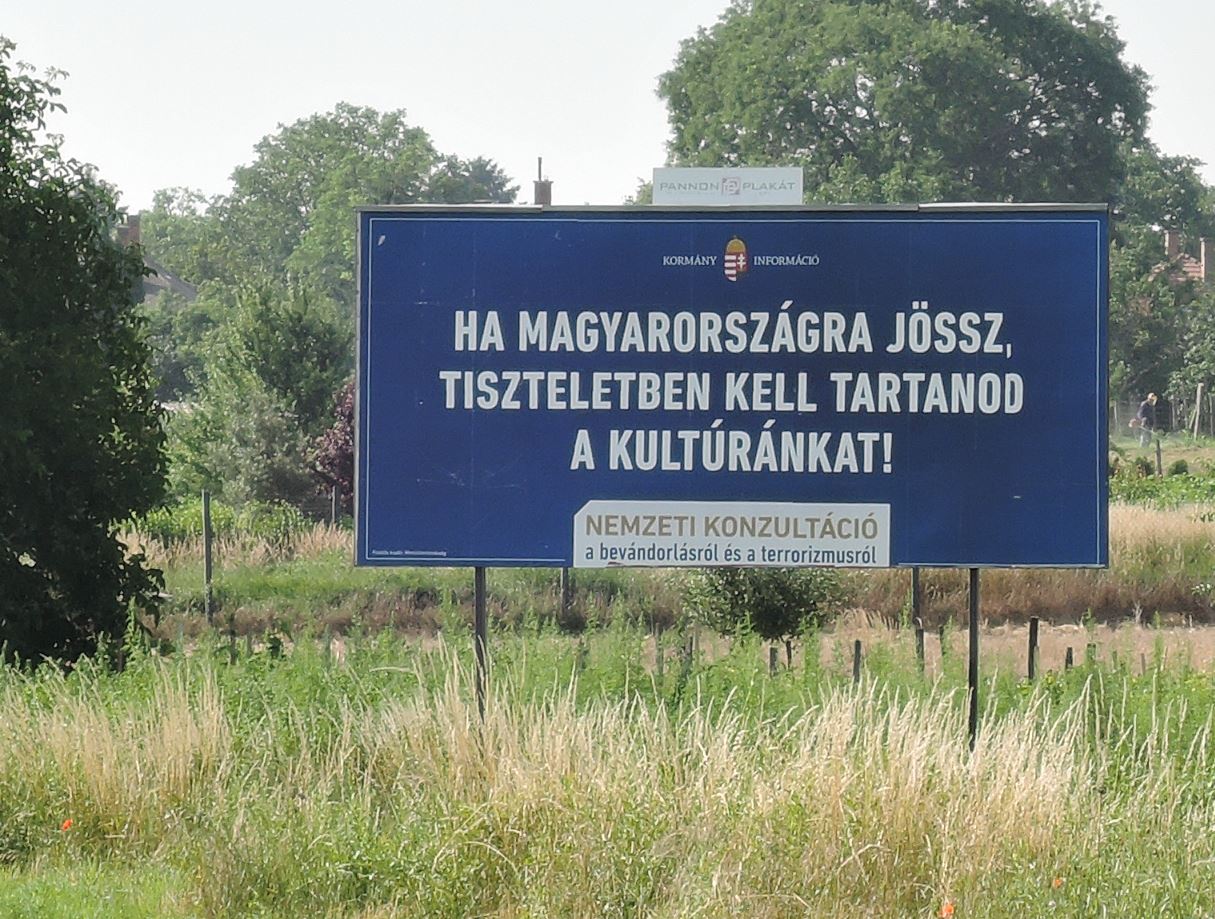 PANNON PLAKÁT
KORMÁNY INFORMÁCIÓ
HA MAGYARORSZÁGRA JÖSSZ,
TISZTELETBEN KELL TARTANOD
A KULTÚRÁNKAT!
NEMZETI KONZULTÁCIÓ
a bevándorlásról és a terrorizmusról